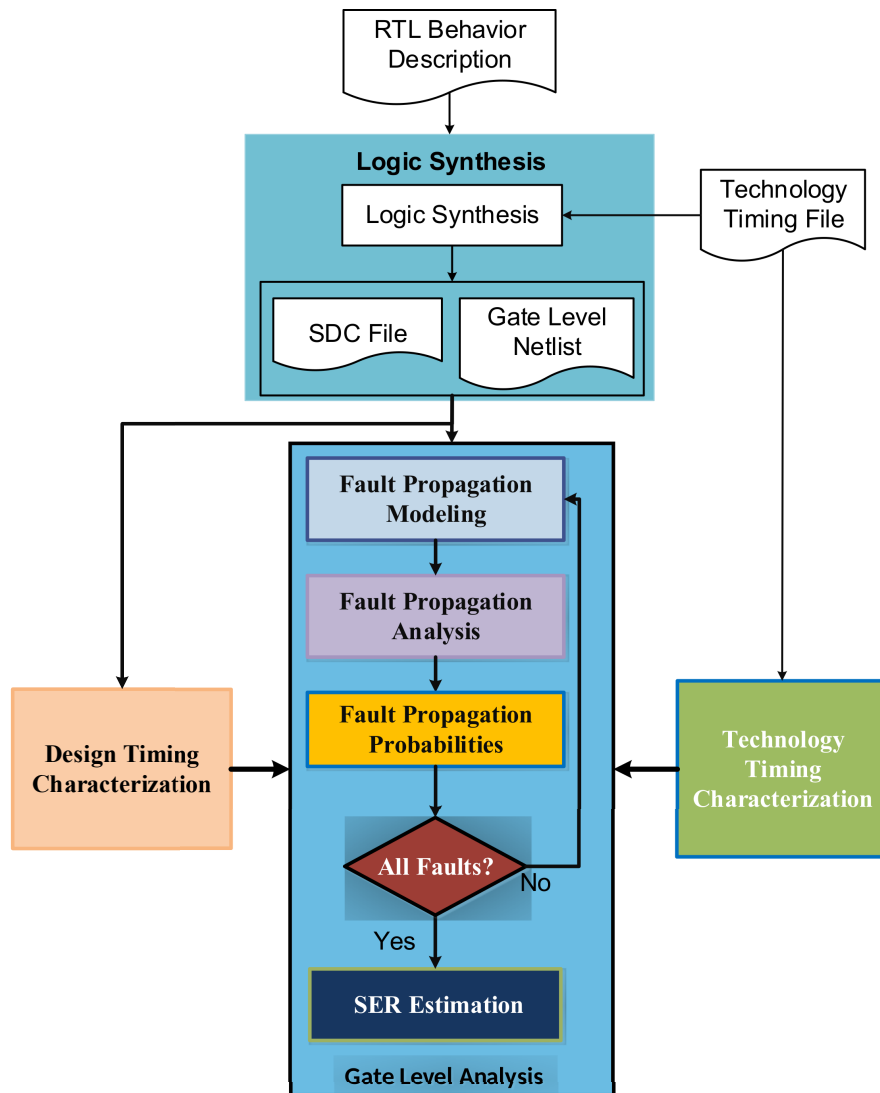 RTL Behavior
Description
Logic Synthesis
Logic Synthesis
Technology
Timing File
SDC File
Gate Level
Netlist
Fault Propagation
Modeling
Fault Propagation
Analysis
Fault Propagation
Probabilities
Design Timing
Characterization
Technology
Timing
Characterization
All Faults?
No
Yes
SER Estimation
Gate Level Analysis